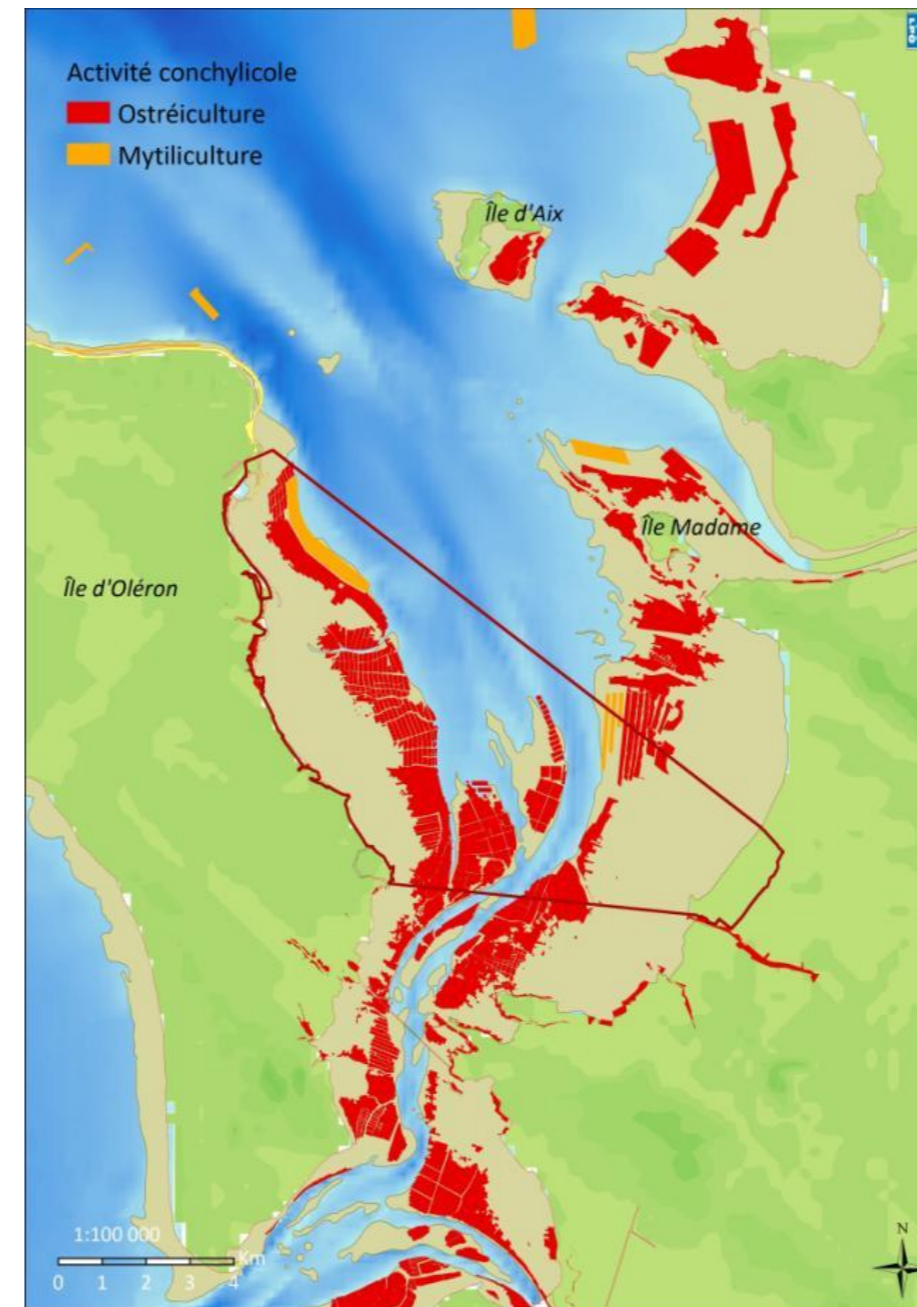 LPO
Activité conchylicole
Ostréiculture
Mytiliculture
Île d'Aix
Île Madame
Île d'Oléron
1:100 000
Km
0 1 2 3 4
N